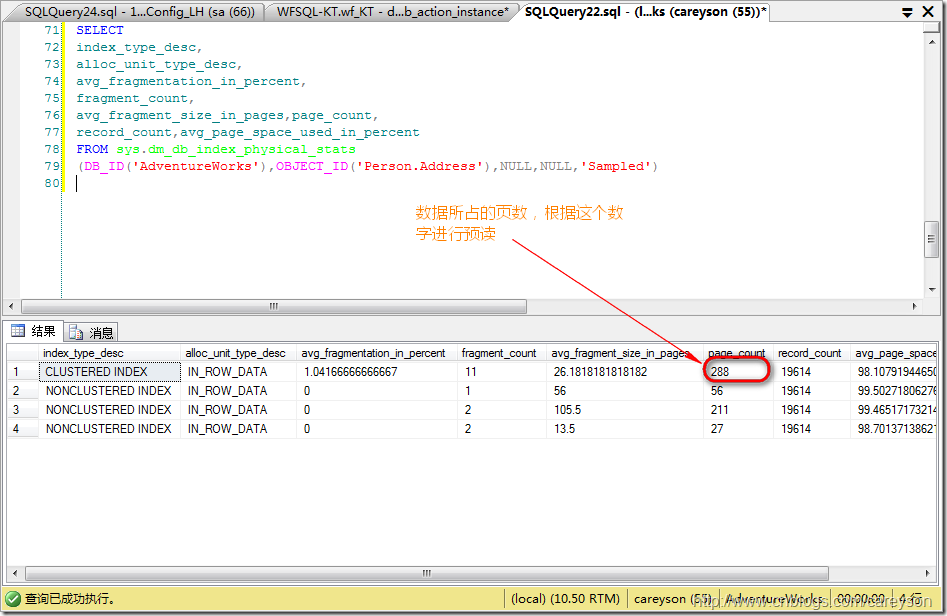 SQLQuery24.sql - 1...Config_LH (sa (66))
WFSQL-KT.wf_KT - d...b_action_instance*
SQLQuery22.sql - (l...ks (careyson (55))*
71 SELECT
72 index_type_desc,
73 alloc_unit_type_desc,
74 avg_fragmentation_in_percent,
75 fragment_count,
76 avg_fragment_size_in_pages,page_count,
77 record_count,avg_page_space_used_in_percent
78 FROM sys.dm_db_index_physical_stats
79 (DB_ID('AdventureWorks'),OBJECT_ID('Person.Address'),NULL,NULL,'Sampled')
80
数据所占的页数，根据这个数
字进行预读
结果 消息
index_type_desc alloc_unit_type_desc avg_fragmentation_in_percent fragment_count avg_fragment_size_in_pages page_count record_count avg_page_space
1 CLUSTERED INDEX IN_ROW_DATA 1.04166666666667 11 26.1818181818182 288 19614 98.10791944650
2 NONCLUSTERED INDEX IN_ROW_DATA 0 1 56 56 19614 99.50271806276
3 NONCLUSTERED INDEX IN_ROW_DATA 0 2 105.5 211 19614 99.46517173214
4 NONCLUSTERED INDEX IN_ROW_DATA 0 2 13.5 27 19614 98.70137138621
查询已成功执行。 (local) (10.50 RTM) careyson (55) AdventureWorks 00:00:00 4 行
http://www.cnblogs.com/careyson